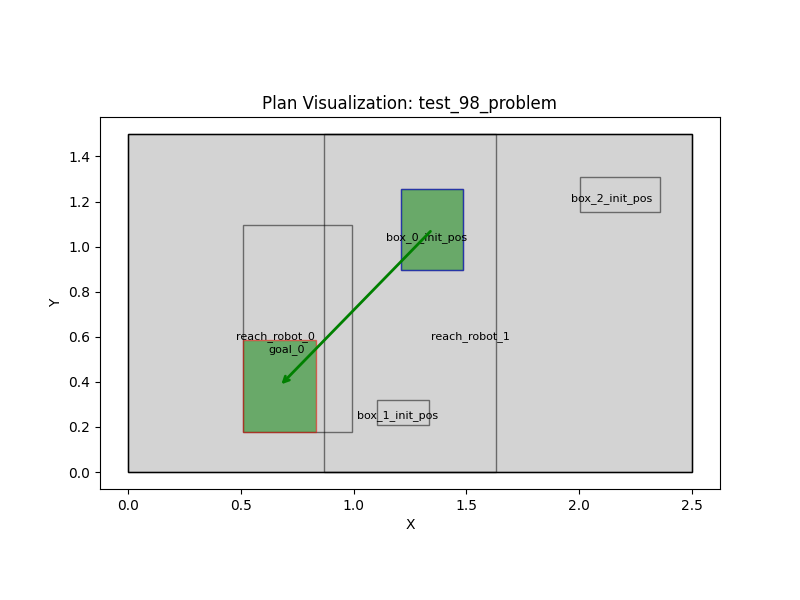 Plan Visualization: test_98_problem
Y
1.4
1.2
1.0
0.8
0.6
0.4
0.2
0.0
box_2_init_pos
box_0_init_pos
reach_robot_0
reach_robot_1
goal_0
box_1_init_pos
0.0 0.5 1.0 1.5 2.0 2.5
X